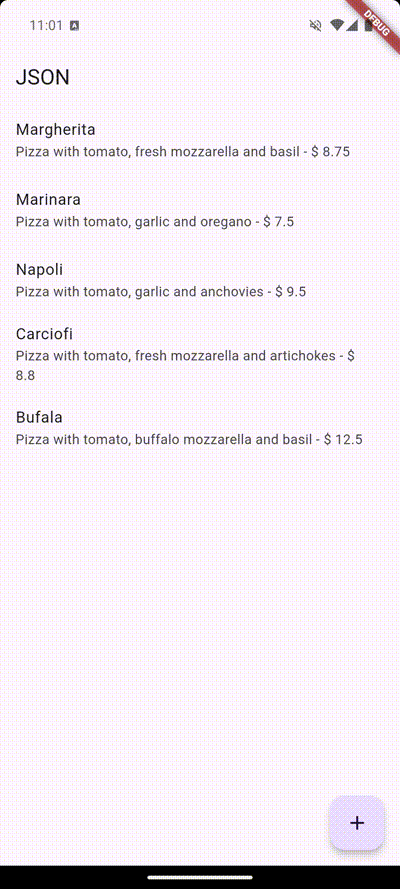 11:01 A
DEBUG
JSON
Margherita
Pizza with tomato, fresh mozzarella and basil - $ 8.75
Marinara
Pizza with tomato, garlic and oregano - $ 7.5
Napoli
Pizza with tomato, garlic and anchovies - $ 9.5
Carciofi
Pizza with tomato, fresh mozzarella and artichokes - $
8.8
Bufala
Pizza with tomato, buffalo mozzarella and basil - $ 12.5
+